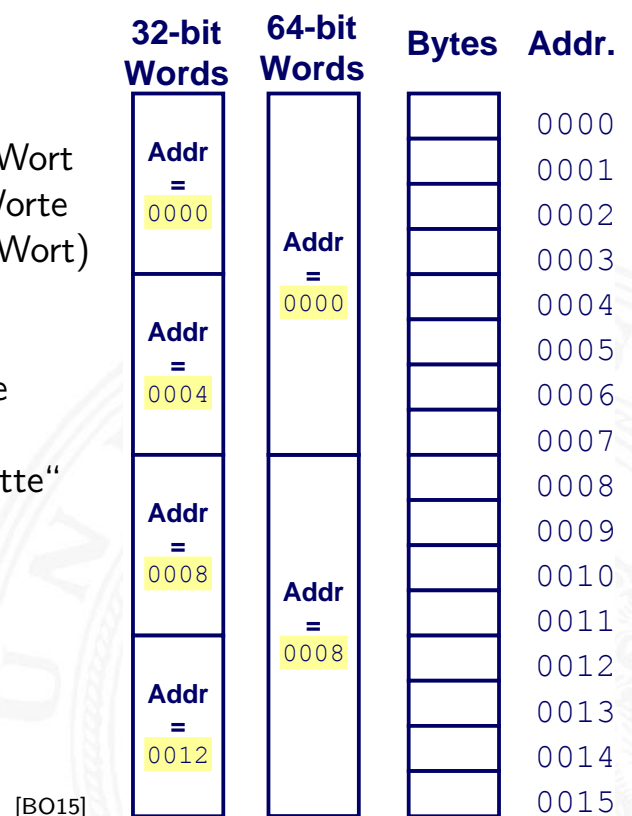 32-bit Words
64-bit Words
Bytes
Addr.
Wort
Wort)
Addr
=
0000
Addr
=
0004
Addr
=
0008
Addr
=
0012
Addr
=
0000
Addr
=
0008
0000
0001
0002
0003
0004
0005
0006
0007
0008
0009
0010
0011
0012
0013
0014
0015
[BO15]